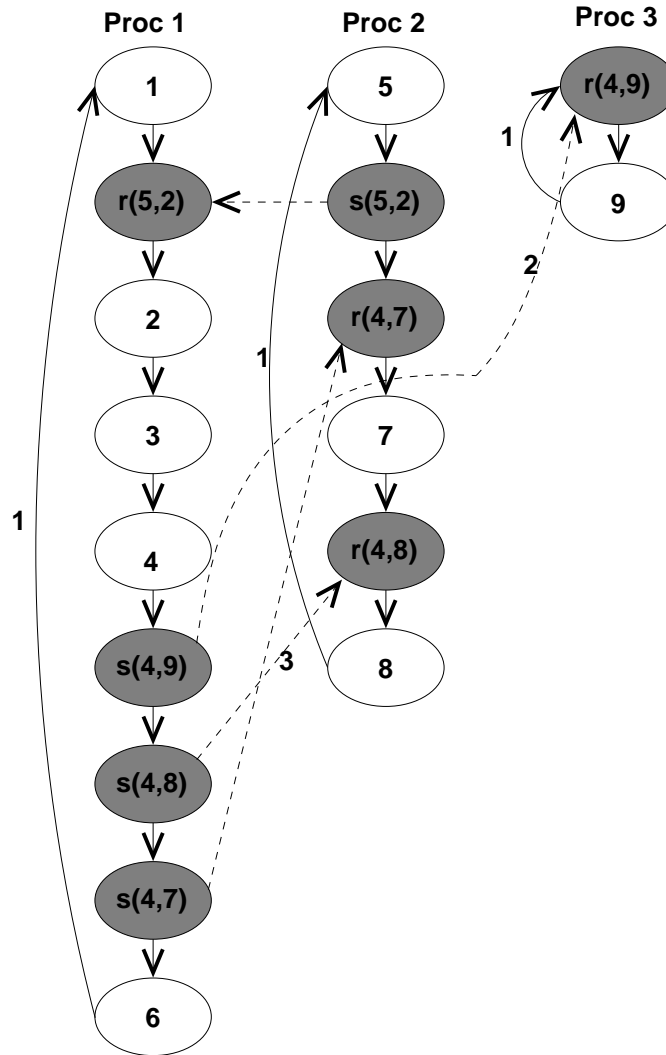 Proc 1
Proc 2
Proc 3
1
5
r(4,9)
1
r(5,2)
s(5,2)
9
2
2
r(4,7)
1
3
7
1
4
r(4,8)
s(4,9)
3
8
s(4,8)
s(4,7)
6